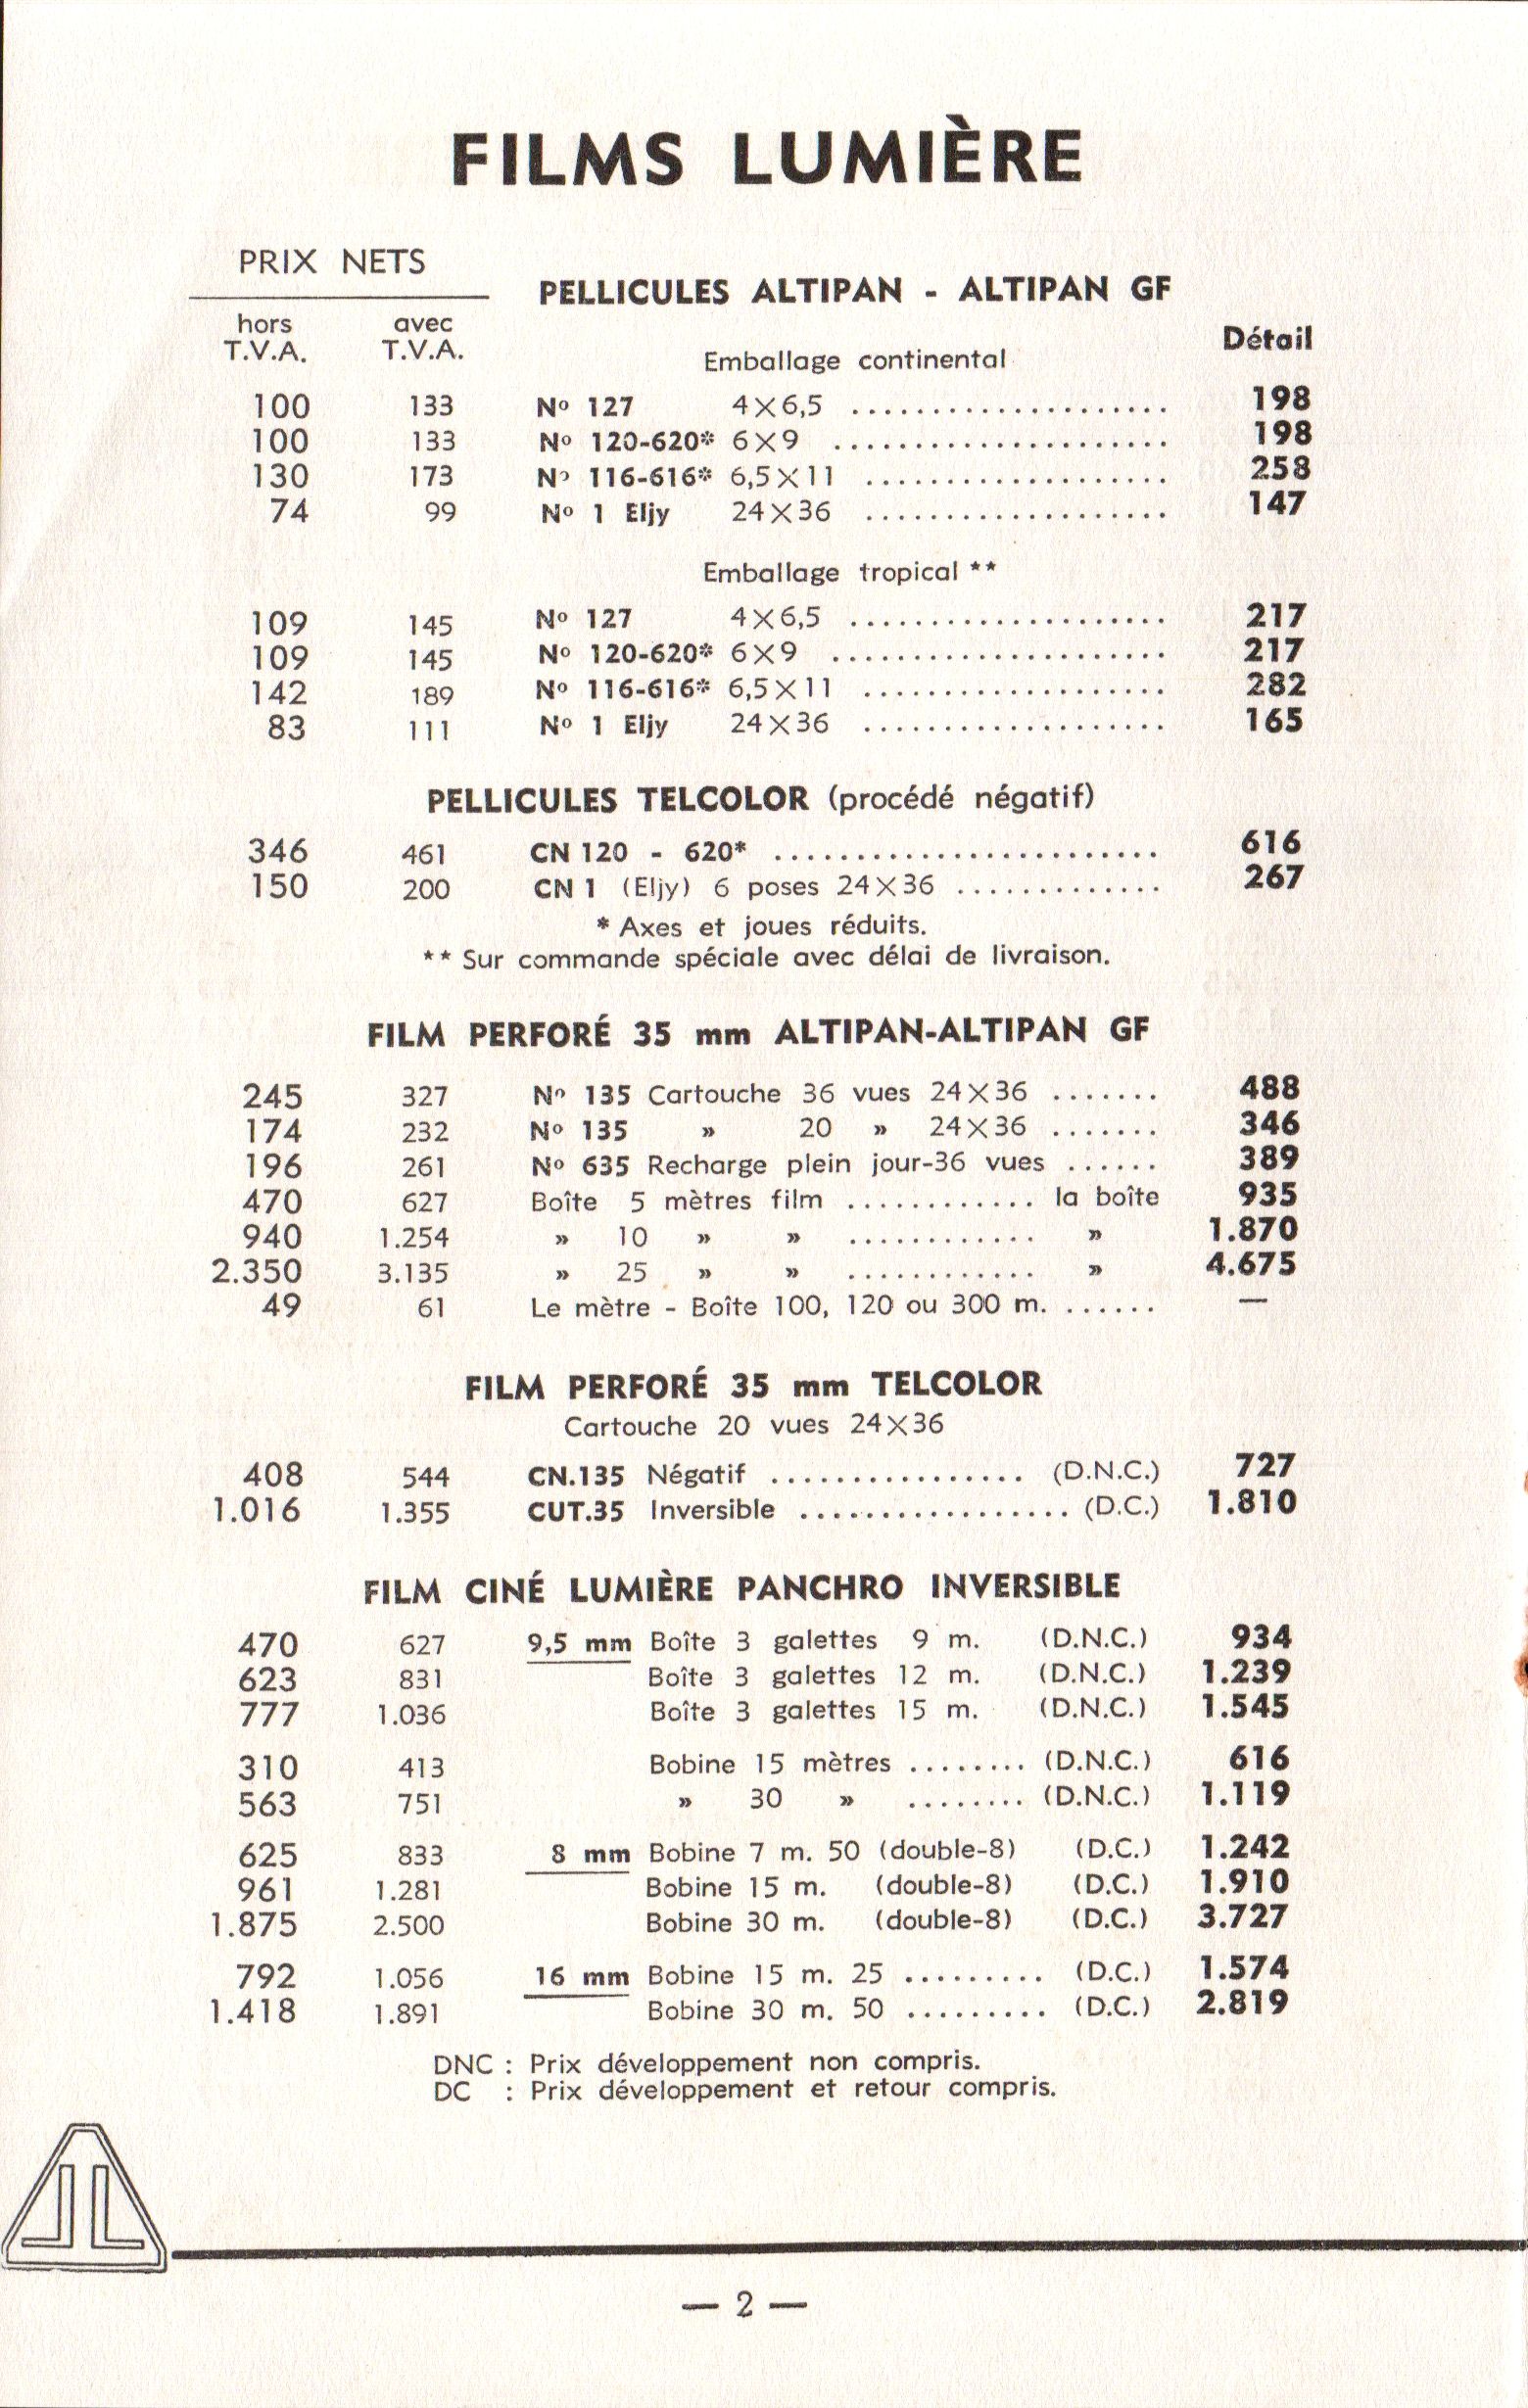 FILMS LUMIÈRE
PRIX NETS
PELLICULES ALTIPAN - ALTIPAN GF
hors T.V.A. avec T.V.A. Détail
Emballage continental
100 133 Nº 127 4×6,5 .................... 198
100 133 Nº 120-620* 6×9 ..................... 198
130 173 Nº 116-616* 6,5×11 ................... 258
74 99 Nº 1 Eljy 24×36 ................... 147
Emballage tropical **
109 145 Nº 127 4×6,5 .................... 217
109 145 Nº 120-620* 6×9 ..................... 217
142 189 Nº 116-616* 6,5×11 ................... 282
83 111 Nº 1 Eljy 24×36 ................... 165
PELLICULES TELCOLOR (procédé négatif)
346 461 CN 120 - 620* ........................ 616
150 200 CN 1 (Eljy) 6 poses 24×36 ............. 267
* Axes et joues réduits.
** Sur commande spéciale avec délai de livraison.
FILM PERFORÉ 35 mm ALTIPAN-ALTIPAN GF
245 327 Nº 135 Cartouche 36 vues 24×36 ....... 488
174 232 Nº 135 » 20 » 24×36 ....... 346
196 261 Nº 635 Recharge plein jour-36 vues ...... 389
470 627 Boîte 5 mètres film ............ la boîte 935
940 1.254 » 10 » » ............ » 1.870
2.350 3.135 » 25 » » ............ » 4.675
49 61 Le mètre - Boîte 100, 120 ou 300 m. ...... —
FILM PERFORÉ 35 mm TELCOLOR
Cartouche 20 vues 24×36
408 544 CN.135 Négatif ................ (D.N.C.) 727
1.016 1.355 CUT.35 Inversible ................. (D.C.) 1.810
FILM CINÉ LUMIÈRE PANCHRO INVERSIBLE
470 627 9,5 mm Boîte 3 galettes 9 m. (D.N.C.) 934
623 831 Boîte 3 galettes 12 m. (D.N.C.) 1.239
777 1.036 Boîte 3 galettes 15 m. (D.N.C.) 1.545
310 413 Bobine 15 mètres ........ (D.N.C.) 616
563 751 » 30 » ........ (D.N.C.) 1.119
625 833 8 mm Bobine 7 m. 50 (double-8) (D.C.) 1.242
961 1.281 Bobine 15 m. (double-8) (D.C.) 1.910
1.875 2.500 Bobine 30 m. (double-8) (D.C.) 3.727
792 1.056 16 mm Bobine 15 m. 25 ......... (D.C.) 1.574
1.418 1.891 Bobine 30 m. 50 ......... (D.C.) 2.819
DNC : Prix développement non compris.
DC : Prix développement et retour compris.
JL
— 2 —